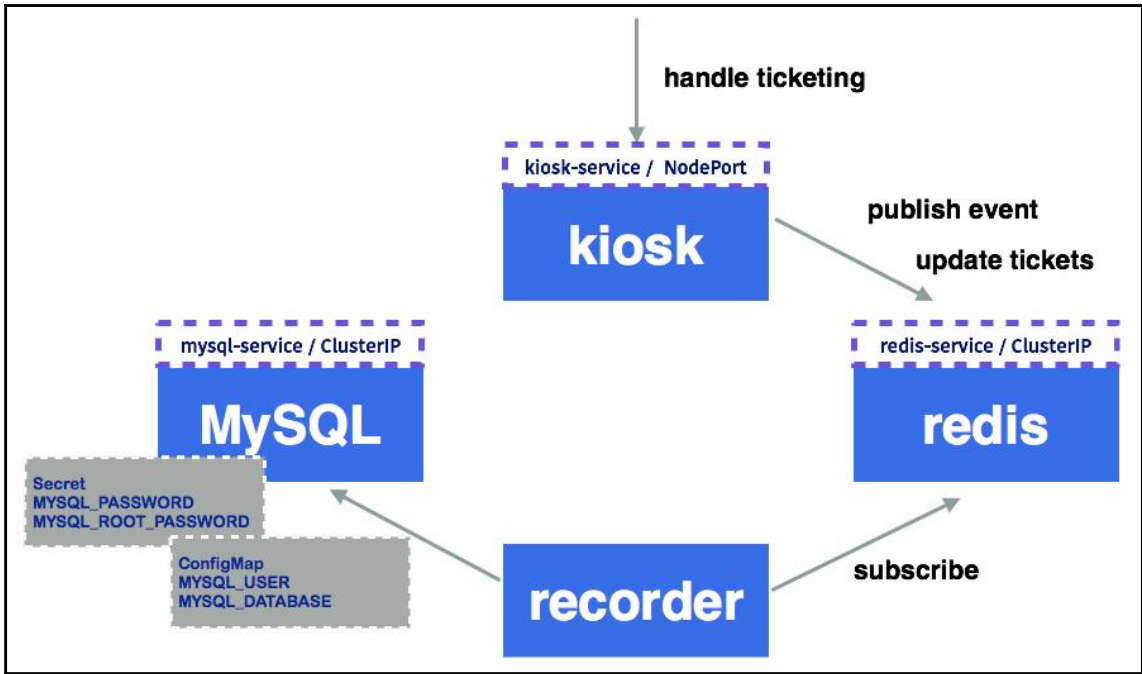 handle ticketing
kiosk-service / NodePort
kiosk
publish event
update tickets
mysql-service / ClusterIP
MySQL
redis-service / ClusterIP
redis
Secret
MYSQL_PASSWORD
MYSQL_ROOT_PASSWORD
ConfigMap
MYSQL_USER
MYSQL_DATABASE
recorder
subscribe